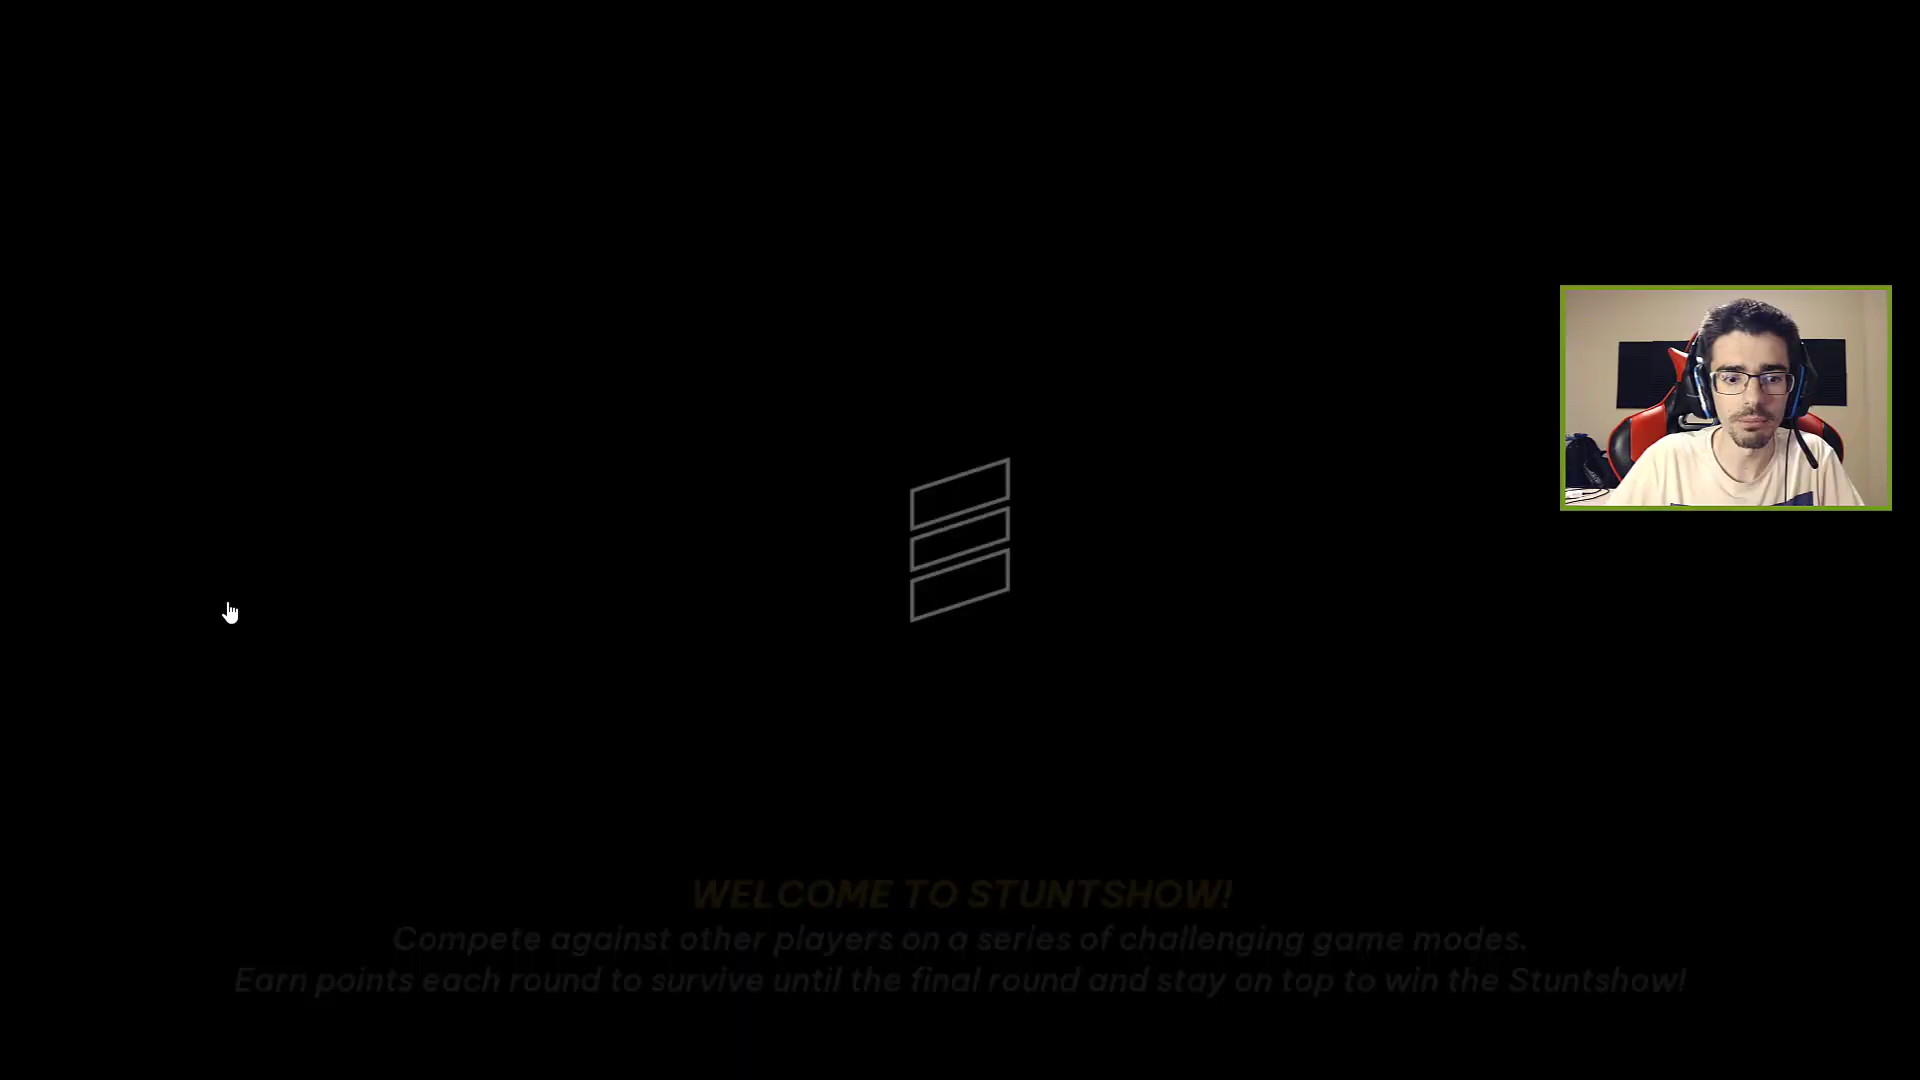 WELCOME TO STUNTSHOW!
Compete against other players on a series of challenging game modes.
Earn points each round to survive until the final round and stay on top to win the Stuntshow!